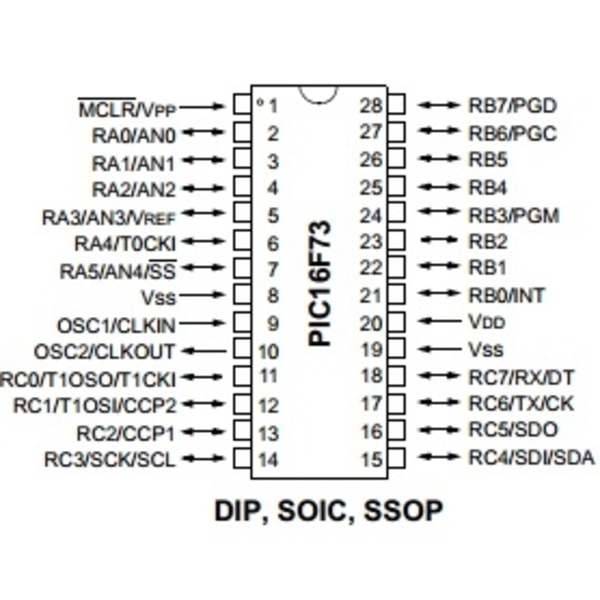 MCLR/VPP 1 28 RB7/PGD
RA0/AN0 2 27 RB6/PGC
RA1/AN1 3 26 RB5
RA2/AN2 4 25 RB4
RA3/AN3/VREF 5 24 RB3/PGM
RA4/T0CKI 6 23 RB2
RA5/AN4/SS 7 22 RB1
VSS 8 21 RB0/INT
OSC1/CLKIN 9 20 VDD
OSC2/CLKOUT 10 19 VSS
RC0/T1OSO/T1CKI 11 18 RC7/RX/DT
RC1/T1OSI/CCP2 12 17 RC6/TX/CK
RC2/CCP1 13 16 RC5/SDO
RC3/SCK/SCL 14 15 RC4/SDI/SDA
PIC16F73
DIP, SOIC, SSOP